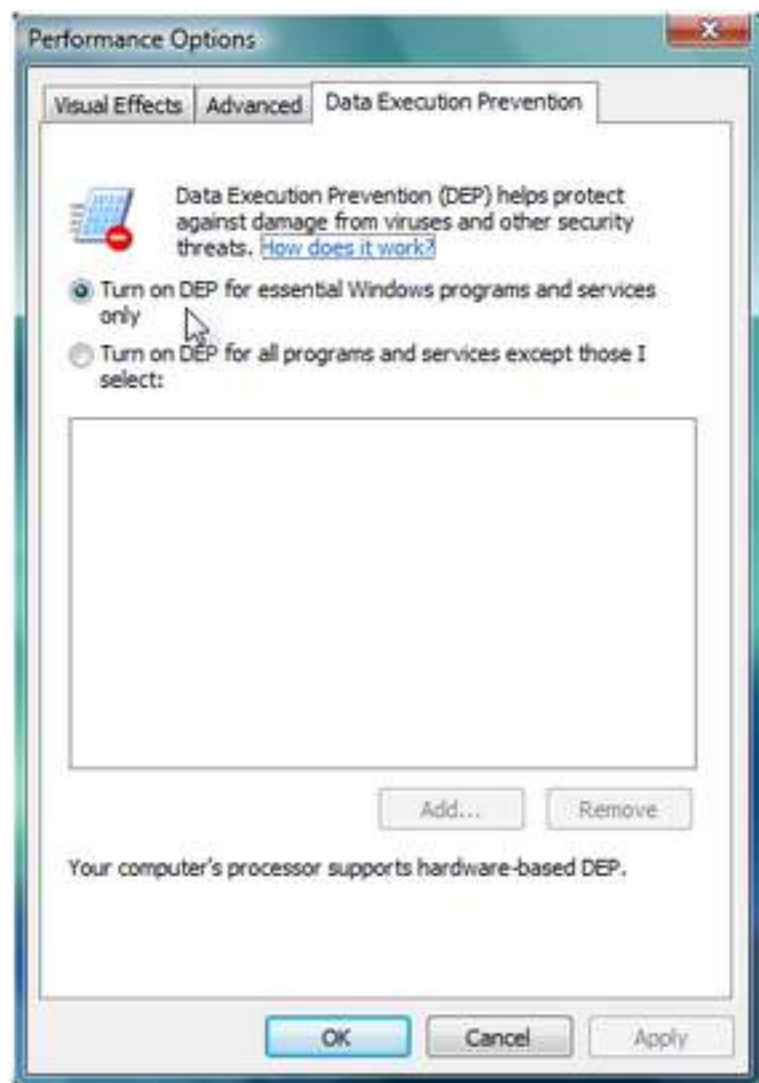 Performance Options
Visual Effects Advanced Data Execution Prevention
Data Execution Prevention (DEP) helps protect
against damage from viruses and other security
threats. How does it work?
Turn on DEP for essential Windows programs and services
only
Turn on DEP for all programs and services except those I
select:
Add... Remove
Your computer's processor supports hardware-based DEP.
OK Cancel Apply